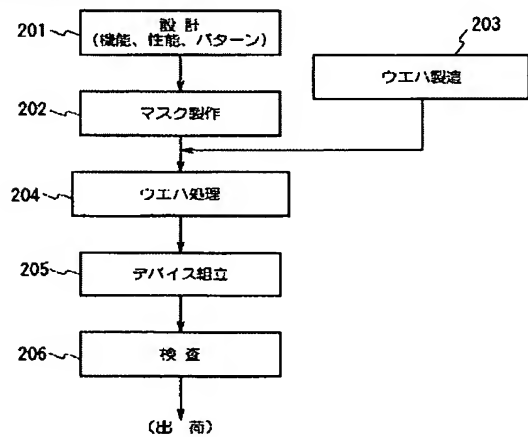 201
設計
(機能、性能、パターン)
203
ウエハ製造
202
マスク製作
204
ウエハ処理
205
デバイス組立
206
検査
(出荷)